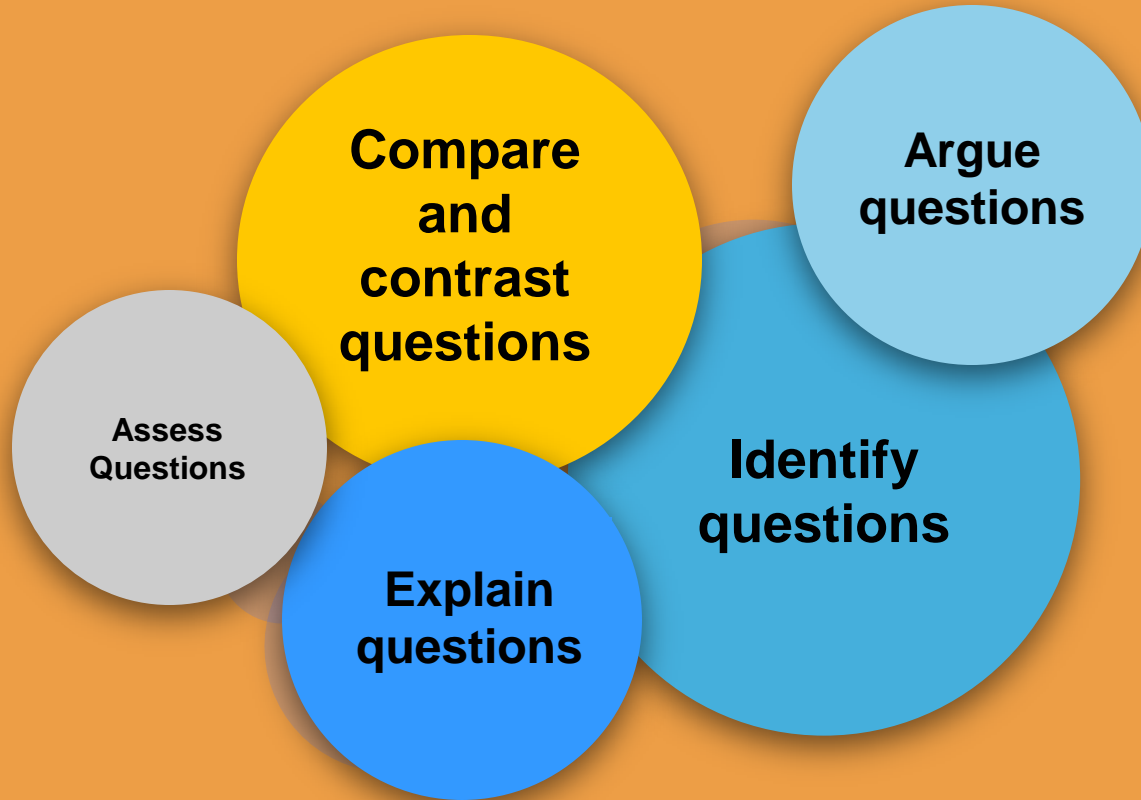 Compare
and
contrast
questions
Argue
questions
Assess
Questions
Identify
questions
Explain
questions